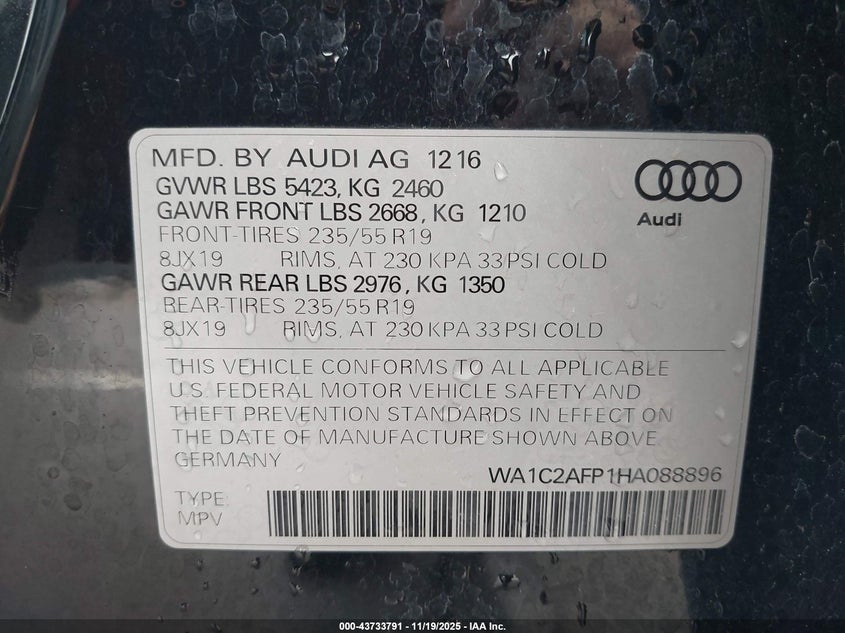 MFD. BY AUDI AG 1216
GVWR LBS 5423, KG 2460
GAWR FRONT LBS 2668, KG 1210
FRONT-TIRES 235/55 R19
8JX19 RIMS, AT 230 KPA 33 PSI COLD
GAWR REAR LBS 2976, KG 1350
REAR-TIRES 235/55 R19
8JX19 RIMS, AT 230 KPA 33 PSI COLD
Audi
THIS VEHICLE CONFORMS TO ALL APPLICABLE
U.S. FEDERAL MOTOR VEHICLE SAFETY AND
THEFT PREVENTION STANDARDS IN EFFECT ON
THE DATE OF MANUFACTURE SHOWN ABOVE
GERMANY
WA1C2AFP1HA088896
TYPE:
MPV
000-43733791 - 11/19/2025 - IAA Inc.